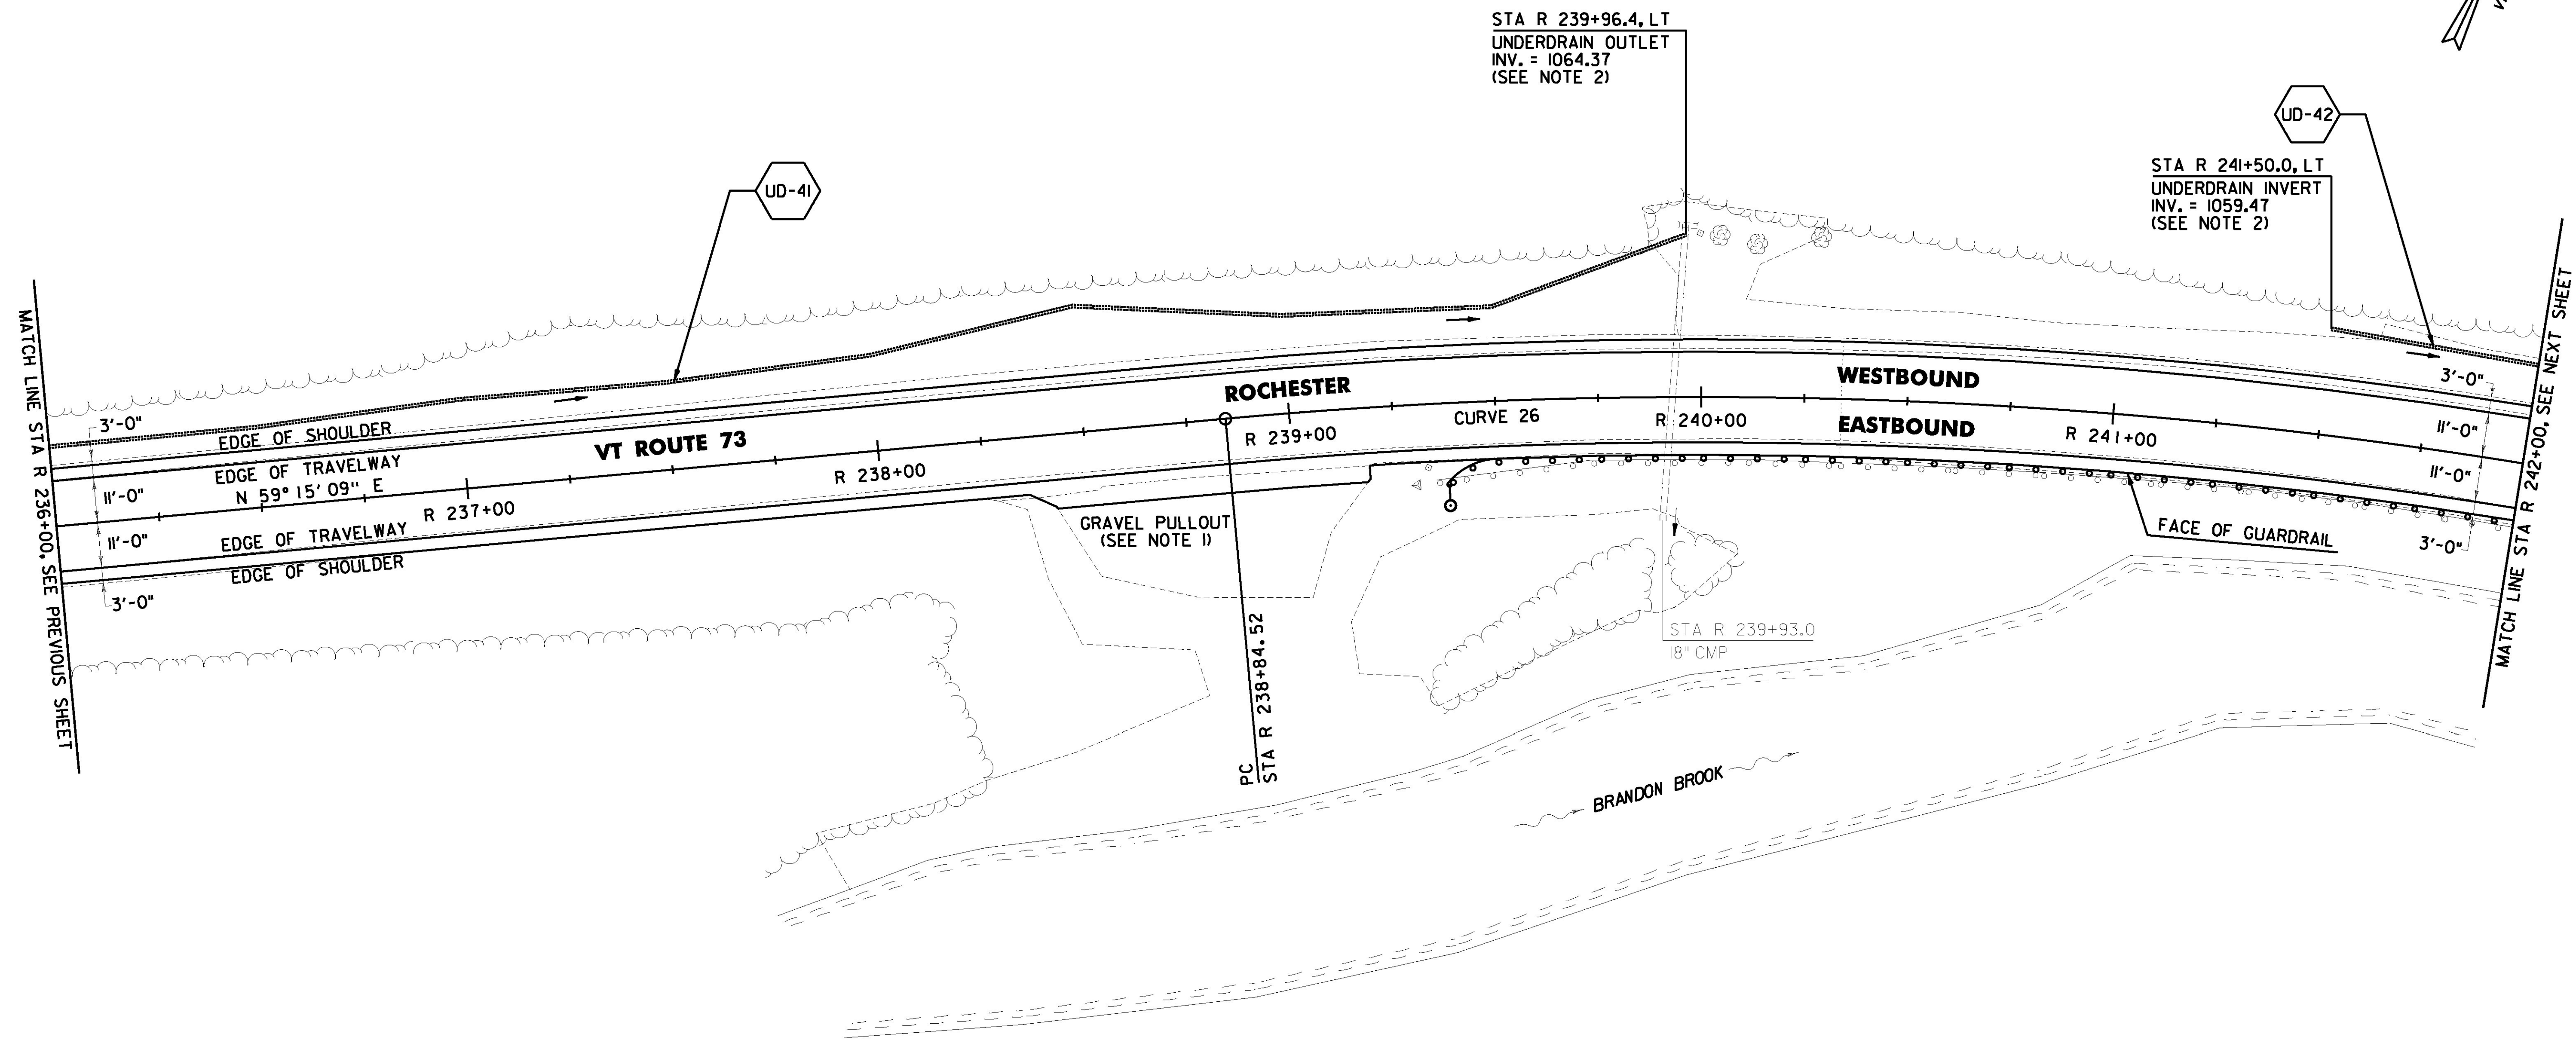 STA R 239+96.4, LT
UNDERDRAIN OUTLET
INV. = 1064.37
(SEE NOTE 2)
UD-42
STA R 241+50.0, LT
UNDERDRAIN INVERT
INV. = 1059.47
(SEE NOTE 2)
UD-41
MATCH LINE STA R 236+00, SEE PREVIOUS SHEET
3'-0"
11'-0"
11'-0"
3'-0"
EDGE OF SHOULDER
EDGE OF TRAVELWAY
N 59° 15' 09" E
EDGE OF TRAVELWAY
EDGE OF SHOULDER
VT ROUTE 73
R 237+00
R 238+00
ROCHESTER
R 239+00
CURVE 26
R 240+00
WESTBOUND
EASTBOUND
R 241+00
3'-0"
11'-0"
11'-0"
3'-0"
GRAVEL PULLOUT
(SEE NOTE 1)
FACE OF GUARDRAIL
PC
STA R 238+84.52
STA R 239+93.0
18" CMP
BRANDON BROOK
MATCH LINE STA R 242+00, SEE NEXT SHEET